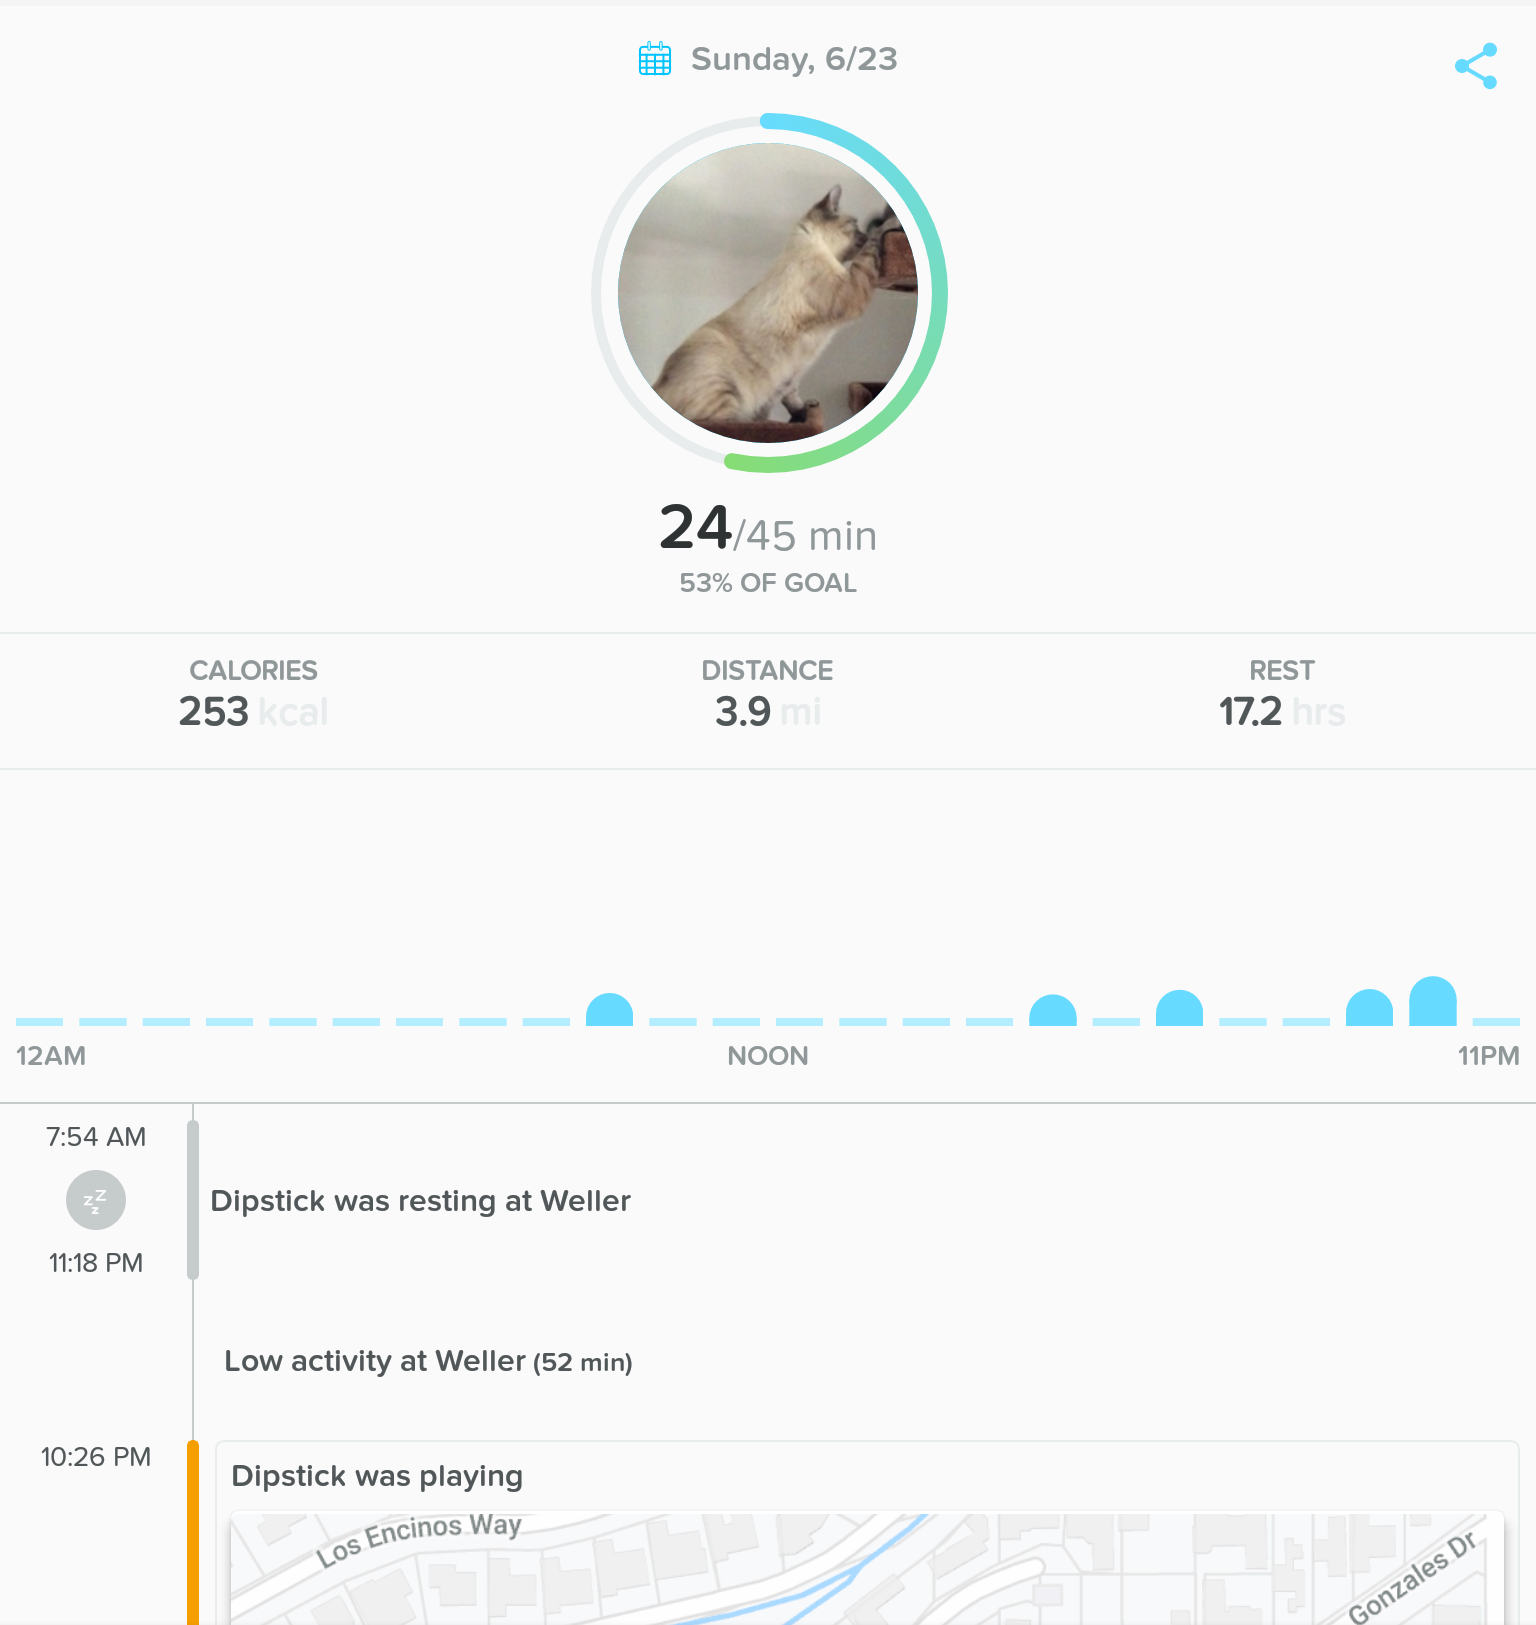 Sunday, 6/23
24/45 min
53% OF GOAL
CALORIES
253 kcal
DISTANCE
3.9 mi
REST
17.2 hrs
12AM
NOON
11PM
7:54 AM
zzz
Dipstick was resting at Weller
11:18 PM
Low activity at Weller (52 min)
10:26 PM
Dipstick was playing
Los Encinos Way
Gonzales Dr